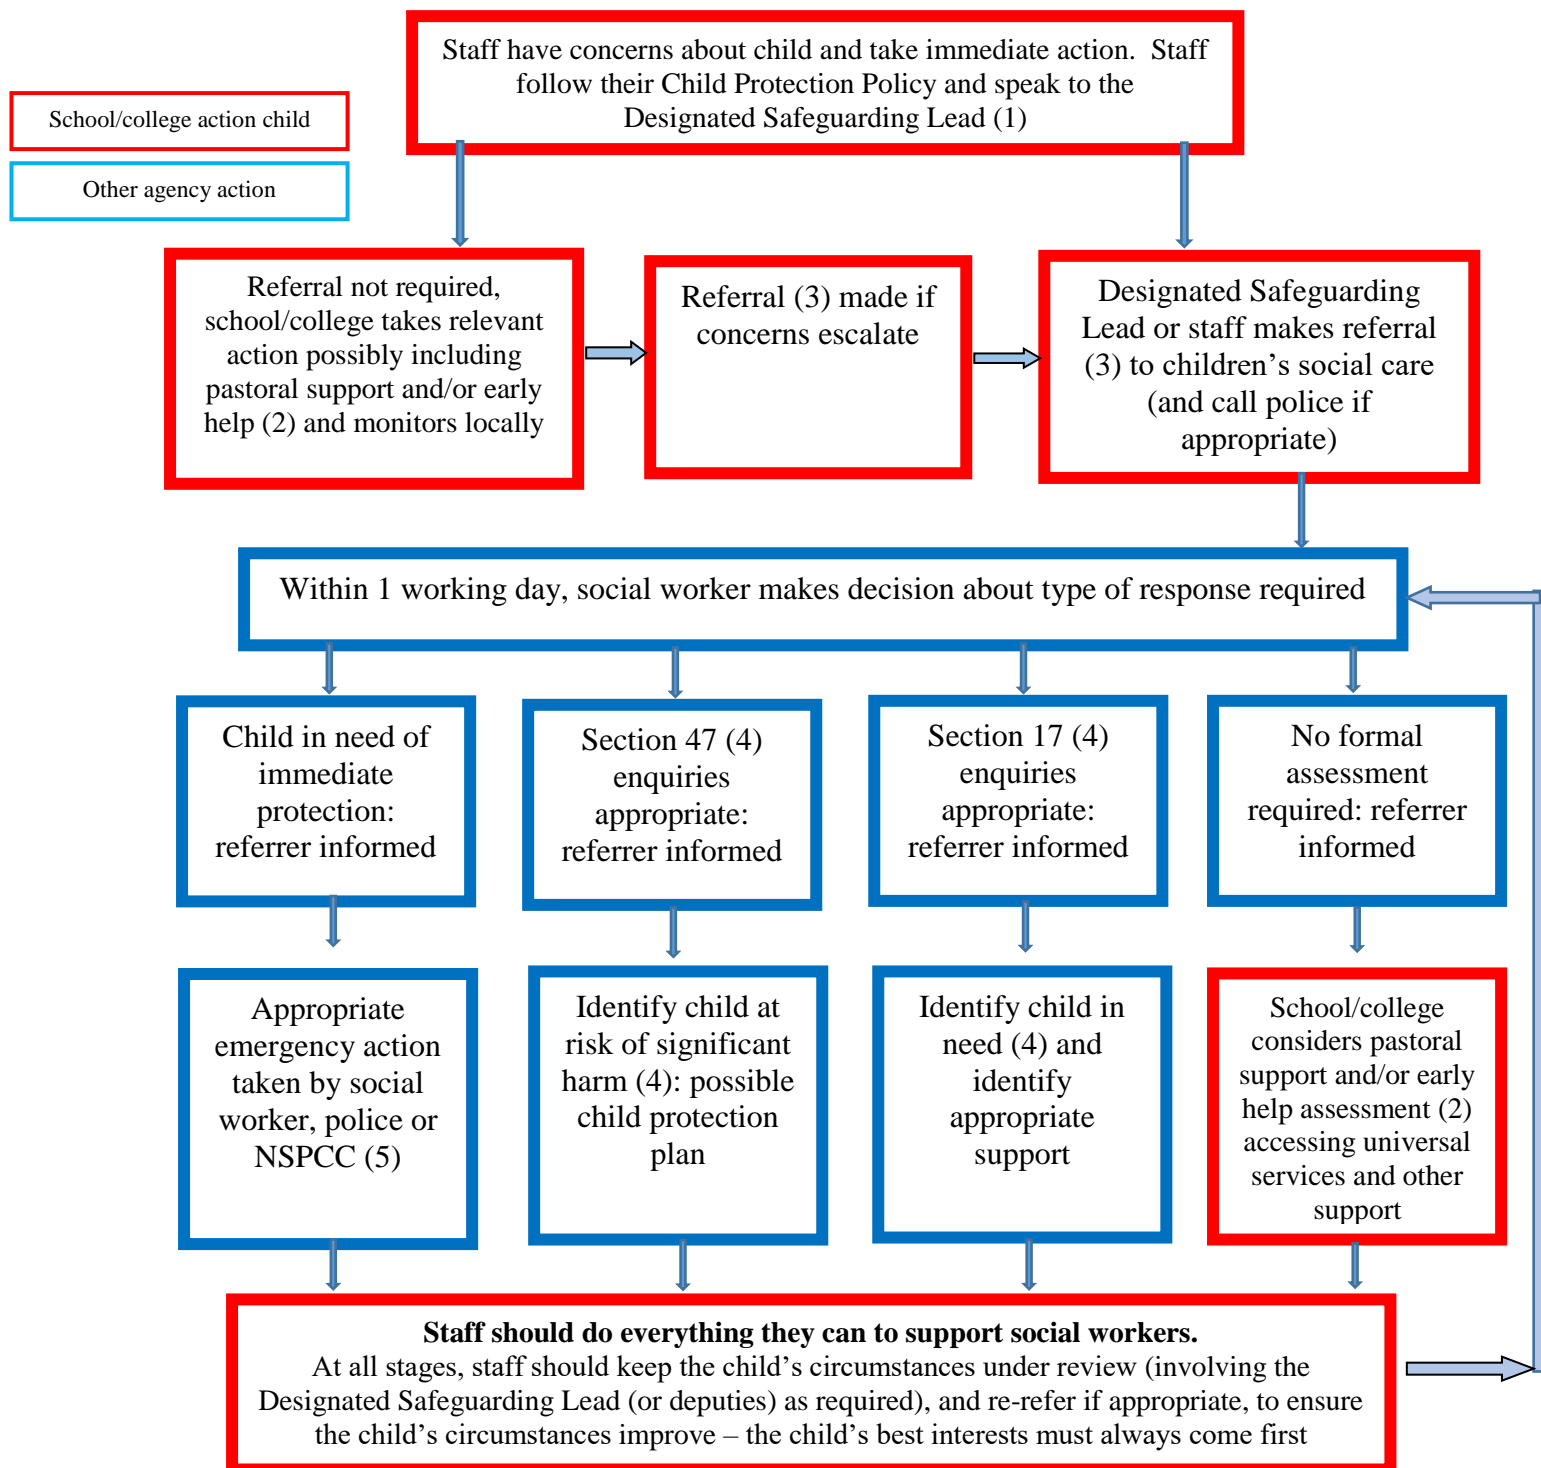 Staff have concerns about child and take immediate action.  Staff
follow their Child Protection Policy and speak to the
Designated Safeguarding Lead (1)
School/college action child
Other agency action
Referral not required,
school/college takes relevant
action possibly including
pastoral support and/or early
help (2) and monitors locally
Referral (3) made if
concerns escalate
Designated Safeguarding
Lead or staff makes referral
(3) to children’s social care
(and call police if
appropriate)
Within 1 working day, social worker makes decision about type of response required
Child in need of
immediate
protection:
referrer informed
Section 47 (4)
enquiries
appropriate:
referrer informed
Section 17 (4)
enquiries
appropriate:
referrer informed
No formal
assessment
required: referrer
informed
Appropriate
emergency action
taken by social
worker, police or
NSPCC (5)
Identify child at
risk of significant
harm (4): possible
child protection
plan
Identify child in
need (4) and
identify
appropriate
support
School/college
considers pastoral
support and/or early
help assessment (2)
accessing universal
services and other
support
Staff should do everything they can to support social workers.
At all stages, staff should keep the child’s circumstances under review (involving the
Designated Safeguarding Lead (or deputies) as required), and re-refer if appropriate, to ensure
the child’s circumstances improve – the child’s best interests must always come first